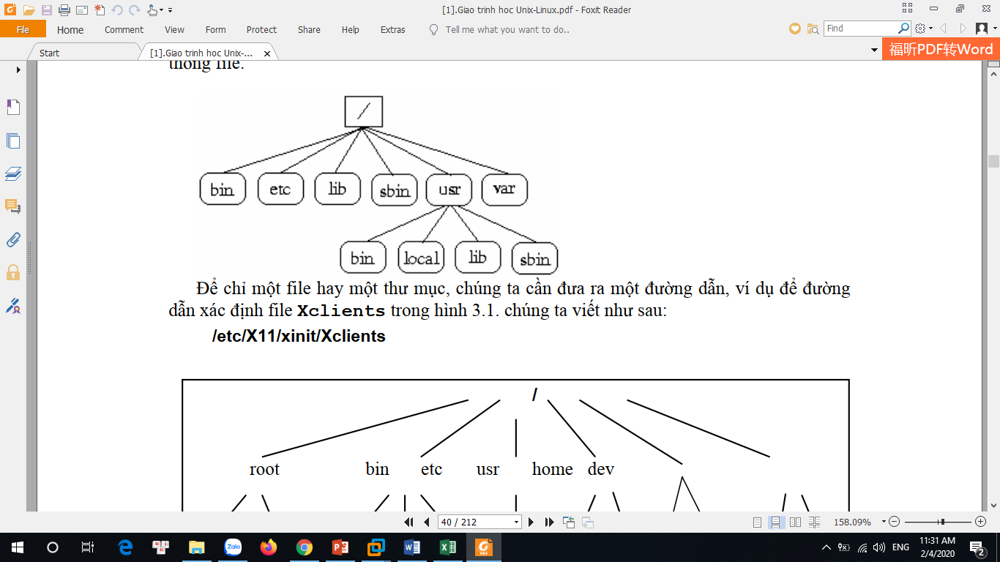 [1].Giao trinh hoc Unix-Linux.pdf - Foxit Reader
File Home Comment View Form Protect Share Help Extras Tell me what you want to do.. Find
Start [1].Giao trinh hoc Unix-... 福昕PDF转Word
thống file.
/
bin etc lib sbin usr var
bin local lib sbin
Để chỉ một file hay một thư mục, chúng ta cần đưa ra một đường dẫn, ví dụ để đường
dẫn xác định file Xclients trong hình 3.1. chúng ta viết như sau:
/etc/X11/xinit/Xclients
/
root bin etc usr home dev
40 / 212 158.09%
Zalo ENG 11:31 AM
2/4/2020 2